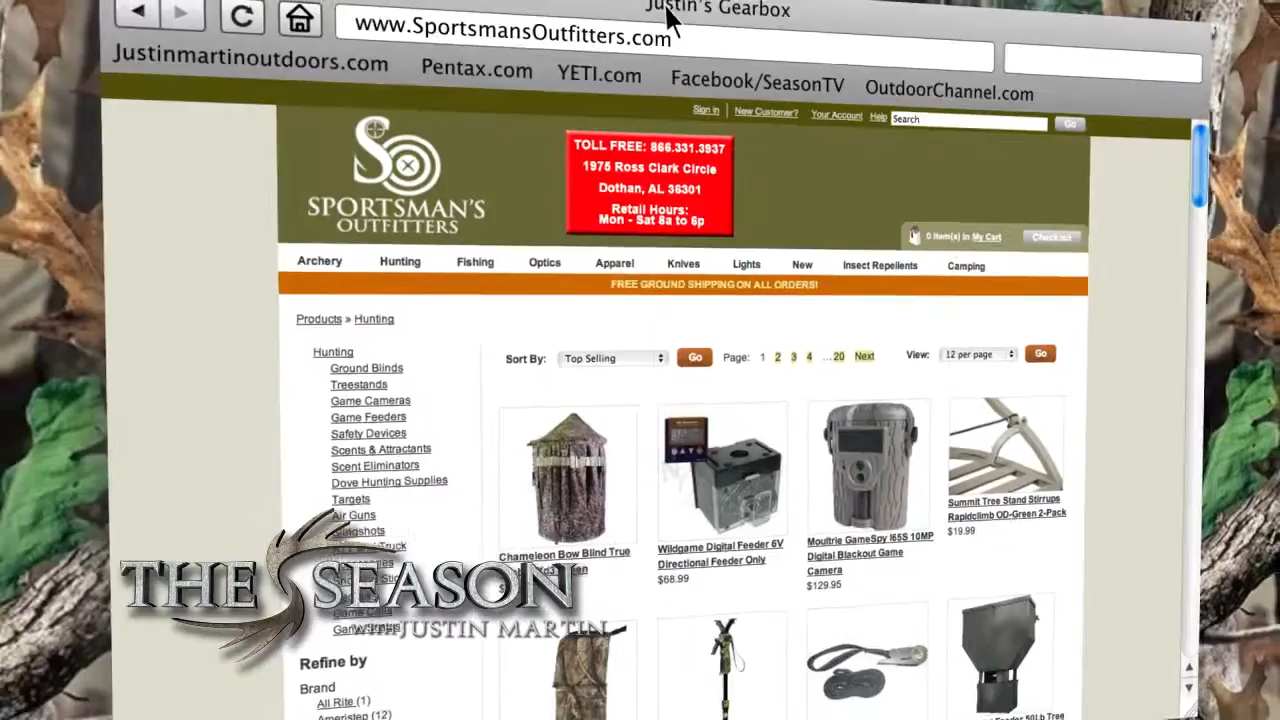 Justin's Gearbox
www.SportsmansOutfitters.com
Justinmartinoutdoors.com Pentax.com YETI.com Facebook/SeasonTV OutdoorChannel.com
Sign In New Customer? Your Account Help Search Go
SO
SPORTSMAN'S
OUTFITTERS
TOLL FREE: 866.331.3937
1975 Ross Clark Circle
Dothan, AL 36301
Retail Hours:
Mon - Sat 8a to 6p
0 item(s) in My Cart Checkout
Archery Hunting Fishing Optics Apparel Knives Lights New Insect Repellents Camping
FREE GROUND SHIPPING ON ALL ORDERS!
Products » Hunting
Sort By: Top Selling Go Page: 1 2 3 4 ...20 Next View: 12 per page Go
Hunting
Ground Blinds
Treestands
Game Cameras
Game Feeders
Safety Devices
Scents & Attractants
Scent Eliminators
Dove Hunting Supplies
Targets
Air Guns
Slingshots
Truck
Game Calls
Refine by
Brand
All Rite (1)
Ameristep (12)
Chameleon Bow Blind True
Wildgame Digital Feeder 6V
Directional Feeder Only
$68.99
Moultrie GameSpy I65S 10MP
Digital Blackout Game
Camera
$129.95
Summit Tree Stand Stirrups
Rapidclimb OD-Green 2-Pack
$19.99
50Lb Tree
THE SEASON
WITH JUSTIN MARTIN